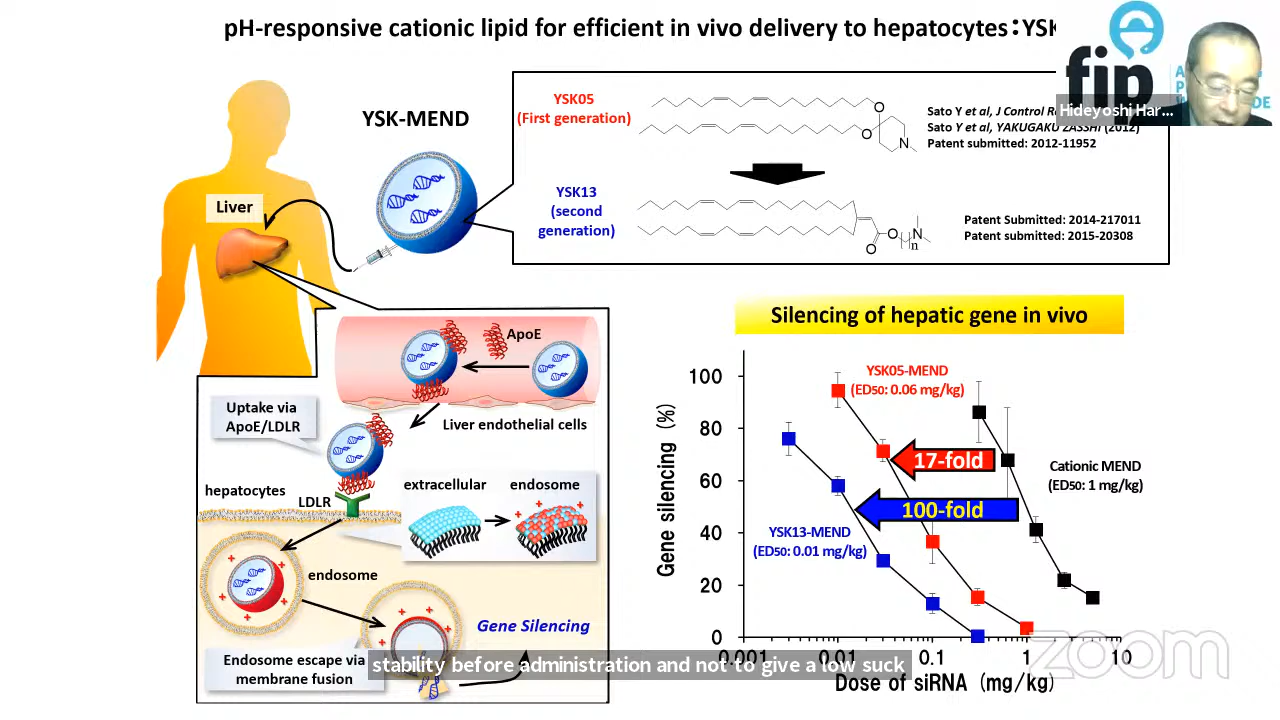 pH-responsive cationic lipid for efficient in vivo delivery to hepatocytes：YSK
fip
Hideyoshi Har...
YSK-MEND
YSK05
(First generation)
O
O
N
Sato Y et al, J Control R
Sato Y et al, YAKUGAKU ZASSHI (2012)
Patent submitted: 2012-11952
YSK13
(second
generation)
O
O
n
N
Patent Submitted: 2014-217011
Patent submitted: 2015-20308
Liver
ApoE
Uptake via
ApoE/LDLR
Liver endothelial cells
hepatocytes
LDLR
extracellular
endosome
endosome
Gene Silencing
Endosome escape via
membrane fusion
Silencing of hepatic gene in vivo
Gene silencing (%)
100
80
60
40
20
0
YSK05-MEND
(ED50: 0.06 mg/kg)
17-fold
100-fold
Cationic MEND
(ED50: 1 mg/kg)
YSK13-MEND
(ED50: 0.01 mg/kg)
0.001
0.01
0.1
1
10
Dose of siRNA (mg/kg)
stability before administration and not to give a low suck
zoom